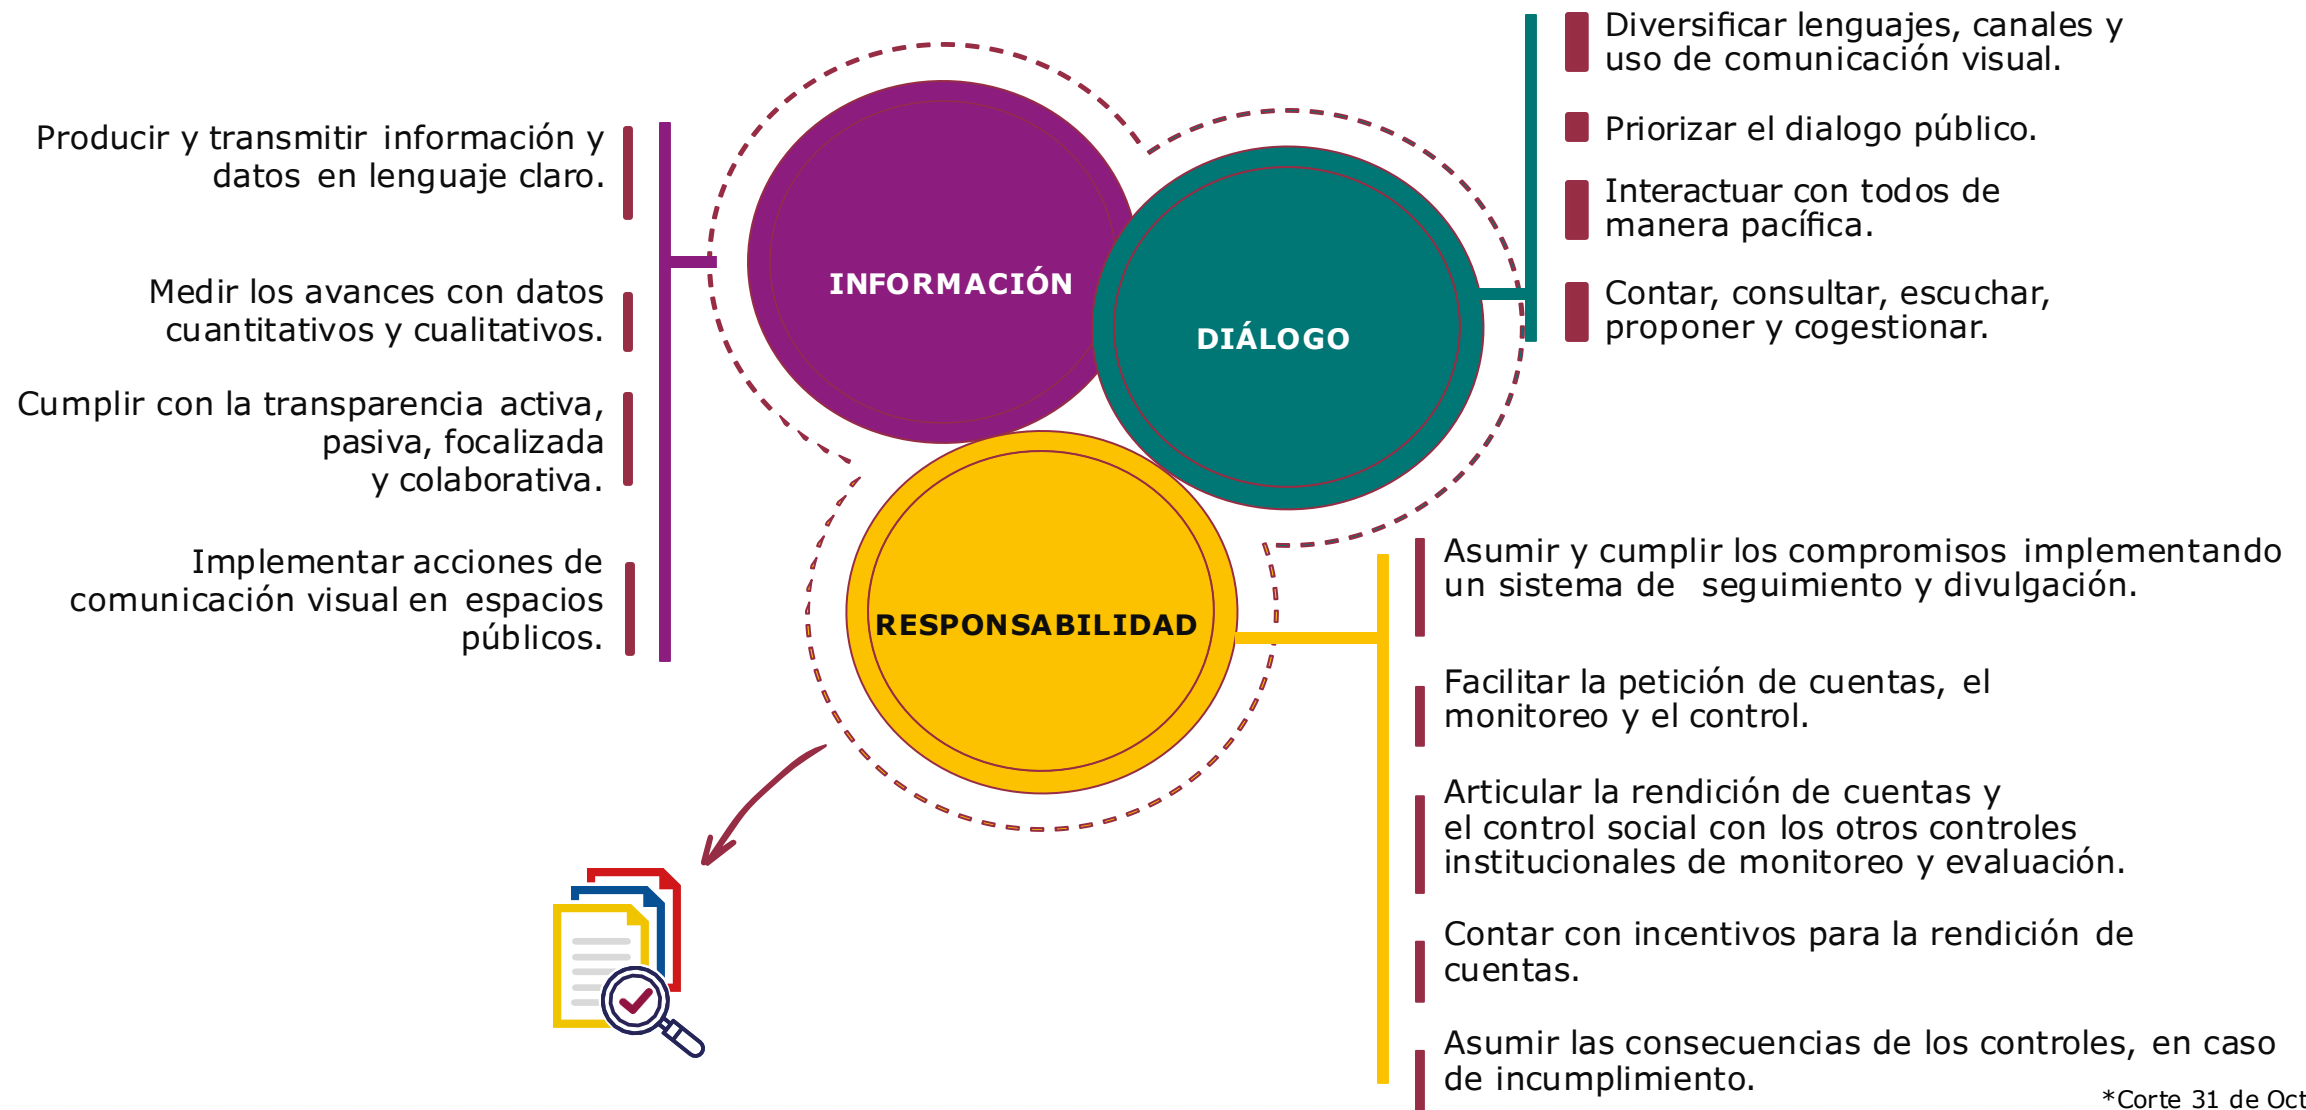 Producir y transmitir información y
datos en lenguaje claro.
Medir los avances con datos
cuantitativos y cualitativos.
Cumplir con la transparencia activa,
pasiva, focalizada
y colaborativa.
Implementar acciones de
comunicación visual en espacios
públicos.
INFORMACIÓN
DIÁLOGO
RESPONSABILIDAD
Diversificar lenguajes, canales y
uso de comunicación visual.
Priorizar el dialogo público.
Interactuar con todos de
manera pacífica.
Contar, consultar, escuchar,
proponer y cogestionar.
Asumir y cumplir los compromisos implementando
un sistema de seguimiento y divulgación.
Facilitar la petición de cuentas, el
monitoreo y el control.
Articular la rendición de cuentas y
el control social con los otros controles
institucionales de monitoreo y evaluación.
Contar con incentivos para la rendición de
cuentas.
Asumir las consecuencias de los controles, en caso
de incumplimiento.
*Corte 31 de Oct